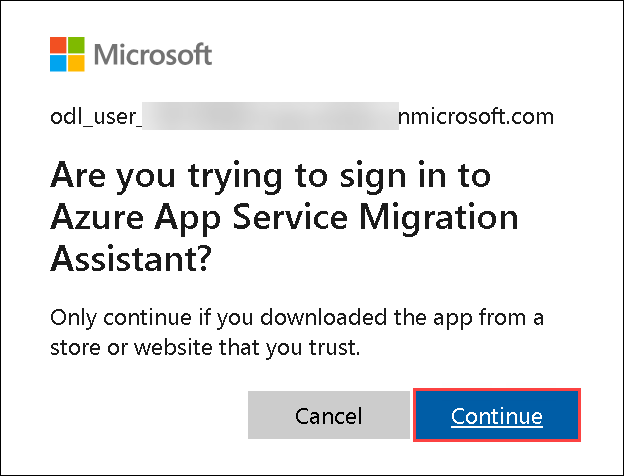 Microsoft
odl_user_ nmicrosoft.com
Are you trying to sign in to
Azure App Service Migration
Assistant?
Only continue if you downloaded the app from a
store or website that you trust.
Cancel Continue